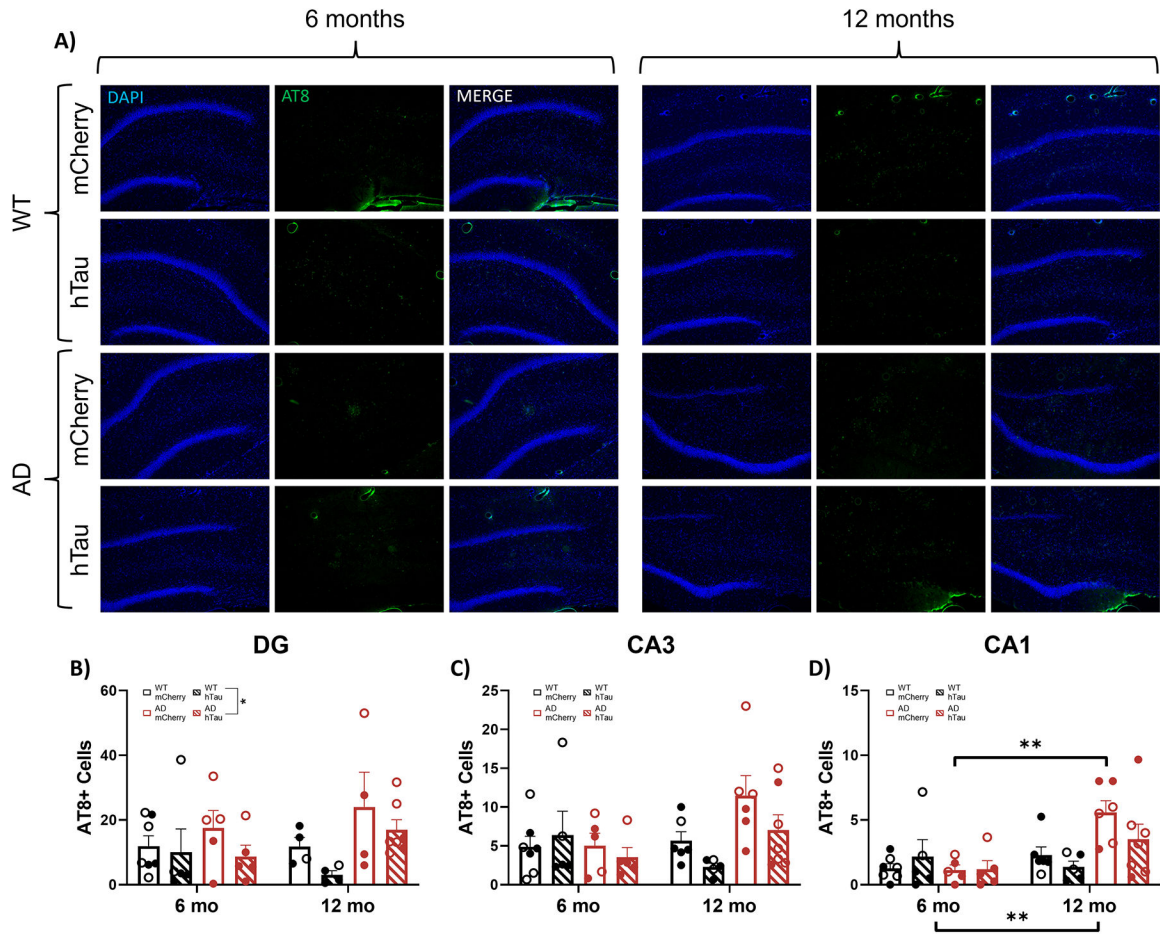 6 months
12 months
A)
DAPI
AT8
MERGE
WT
mCherry
hTau
AD
mCherry
hTau
DG
CA3
CA1
B)
WT
mCherry
WT
hTau
AD
mCherry
AD
hTau
*
AT8+ Cells
60
40
20
0
6 mo
12 mo
C)
WT
mCherry
WT
hTau
AD
mCherry
AD
hTau
AT8+ Cells
25
20
15
10
5
0
6 mo
12 mo
D)
WT
mCherry
WT
hTau
AD
mCherry
AD
hTau
**
AT8+ Cells
15
10
5
0
6 mo
12 mo
**